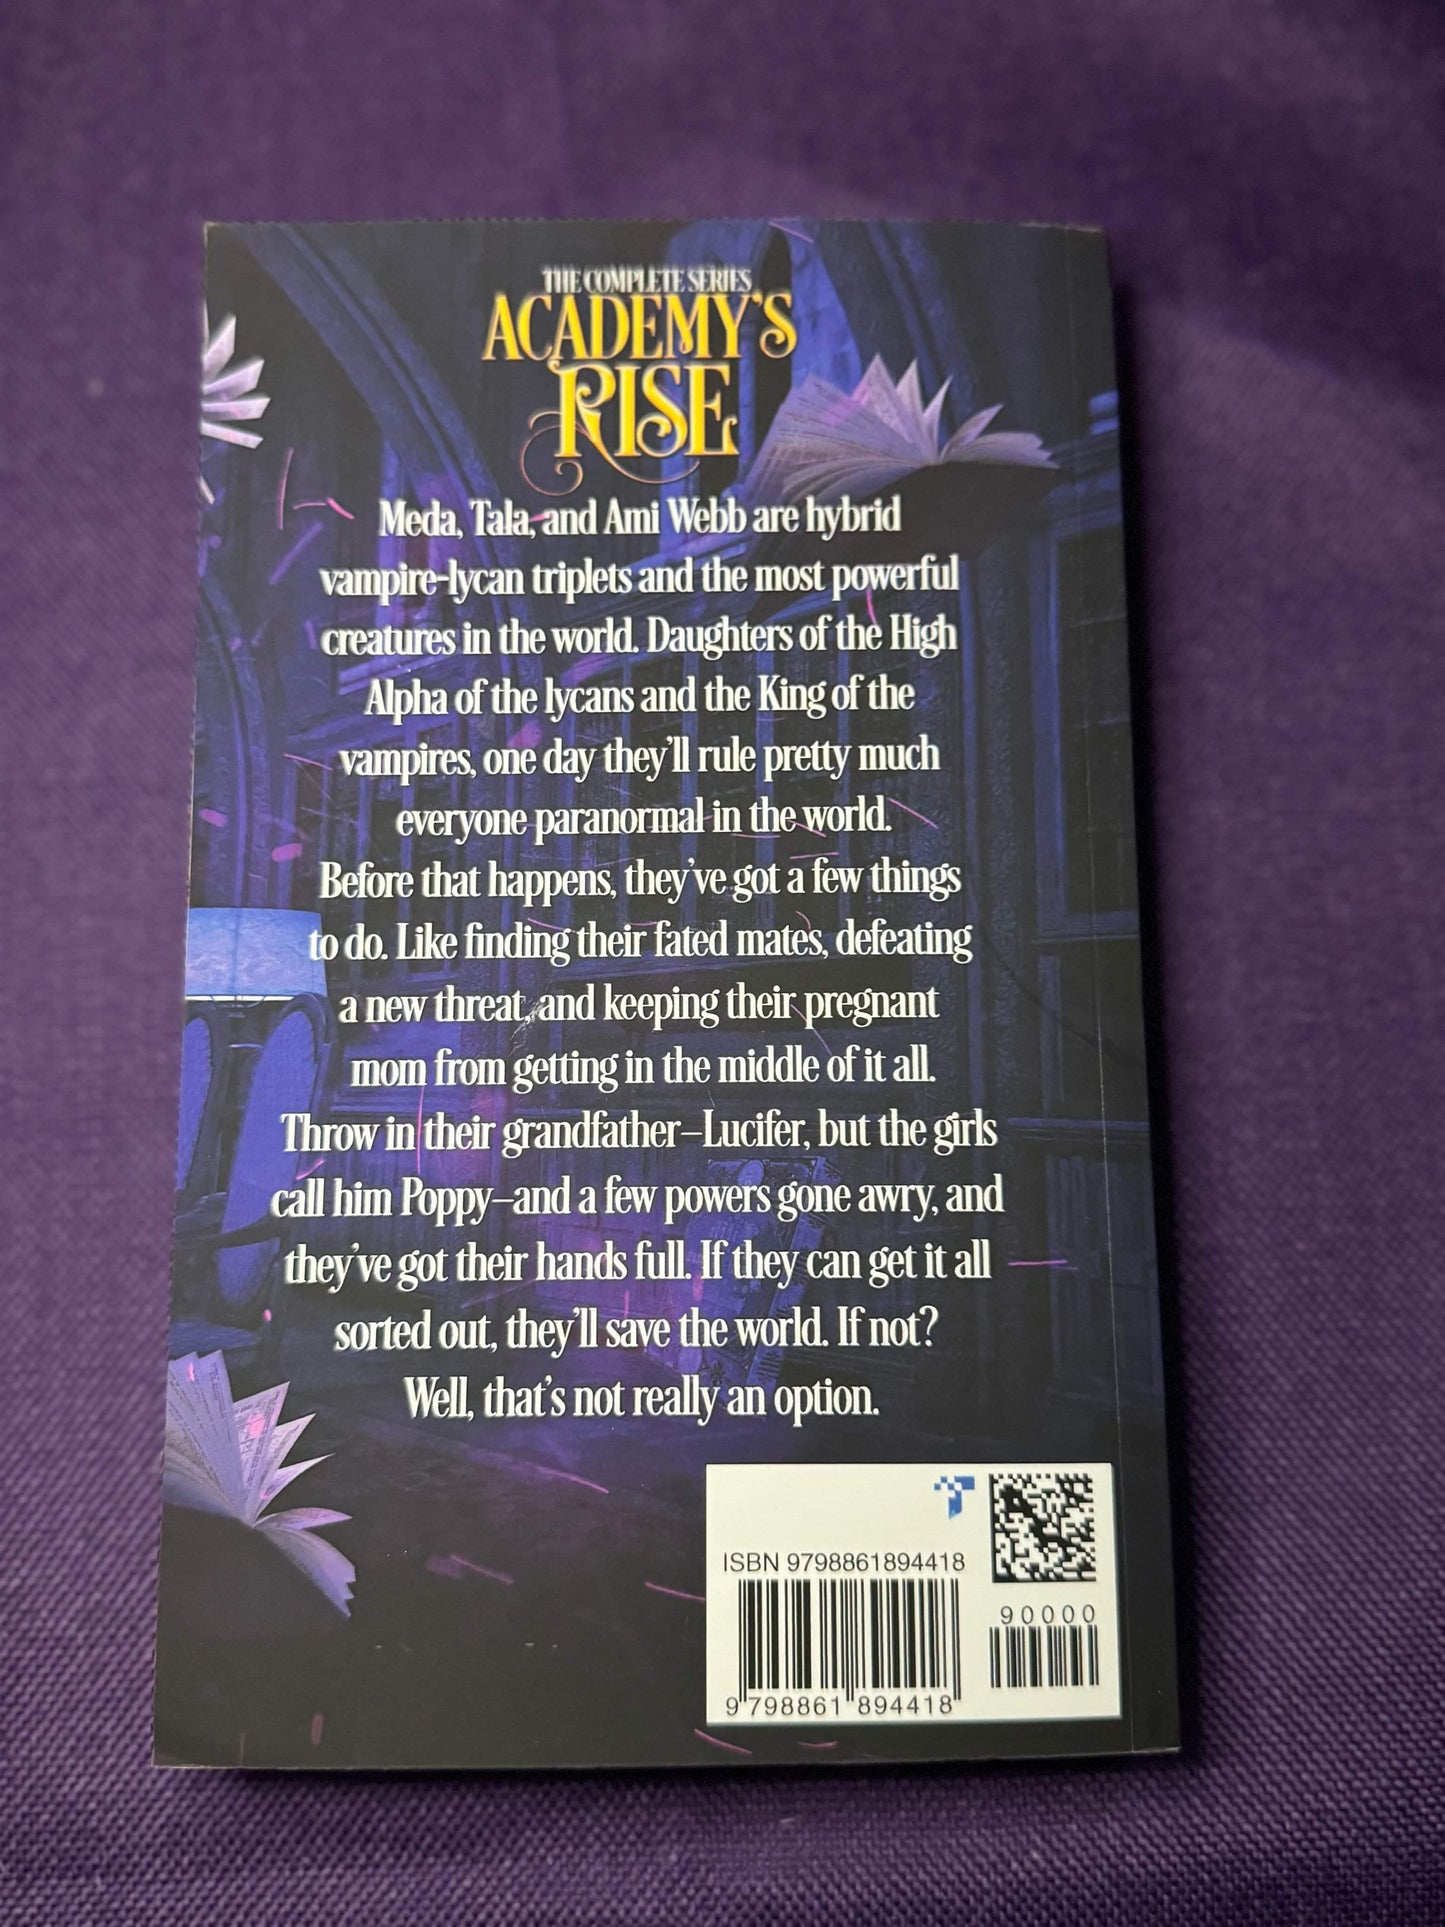 THE COMPLETE SERIES
ACADEMY'S
RISE
Meda, Tala, and Ami Webb are hybrid
vampire-lycan triplets and the most powerful
creatures in the world. Daughters of the High
Alpha of the lycans and the King of the
vampires, one day they'll rule pretty much
everyone paranormal in the world.
Before that happens, they've got a few things
to do. Like finding their fated mates, defeating
a new threat, and keeping their pregnant
mom from getting in the middle of it all.
Throw in their grandfather—Lucifer, but the girls
call him Poppy—and a few powers gone awry, and
they've got their hands full. If they can get it all
sorted out, they'll save the world. If not?
Well, that's not really an option.
ISBN 9798861894418
90000
9 798861 894418